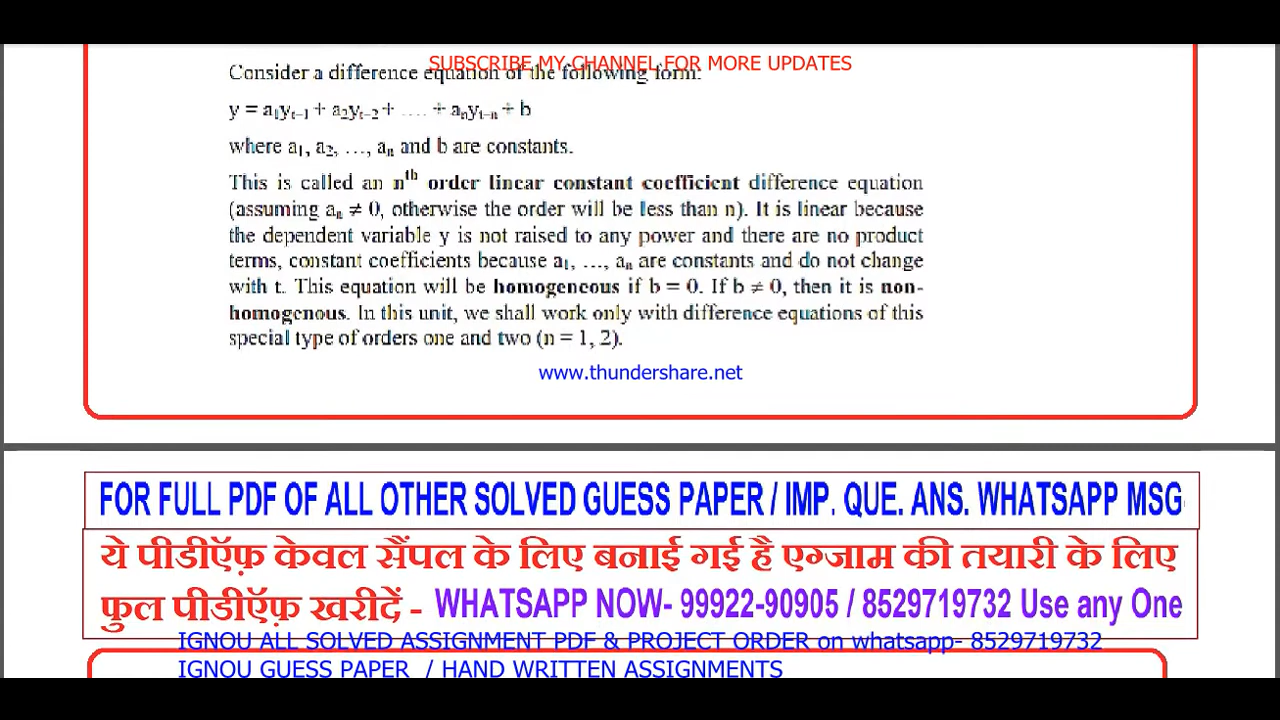 SUBSCRIBE MY CHANNEL FOR MORE UPDATES
Consider a difference equation of the following form:
y = a₁yₜ₋₁ + a₂yₜ₋₂ + .... + aₙyₜ₋ₙ + b
where a₁, a₂, ..., aₙ and b are constants.
This is called an nᵗʰ order linear constant coefficient difference equation
(assuming aₙ ≠ 0, otherwise the order will be less than n). It is linear because
the dependent variable y is not raised to any power and there are no product
terms, constant coefficients because a₁, ..., aₙ are constants and do not change
with t. This equation will be homogeneous if b = 0. If b ≠ 0, then it is non-
homogenous. In this unit, we shall work only with difference equations of this
special type of orders one and two (n = 1, 2).
www.thundershare.net
FOR FULL PDF OF ALL OTHER SOLVED GUESS PAPER / IMP. QUE. ANS. WHATSAPP MSG
ये पीडीऍफ़ केवल सैंपल के लिए बनाई गई है एग्जाम की तयारी के लिए
फुल पीडीऍफ़ खरीदें - WHATSAPP NOW- 99922-90905 / 8529719732 Use any One
IGNOU ALL SOLVED ASSIGNMENT PDF & PROJECT ORDER on whatsapp- 8529719732
IGNOU GUESS PAPER / HAND WRITTEN ASSIGNMENTS